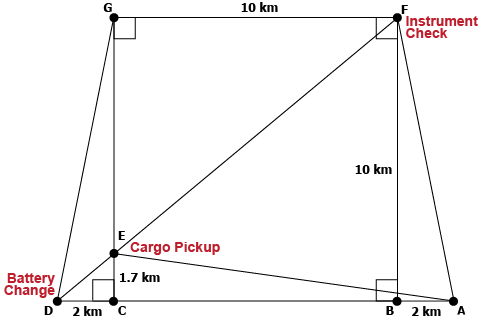 G
10 km
F
Instrument
Check
10 km
E
Cargo Pickup
1.7 km
Battery
Change
D
2 km
C
B
2 km
A